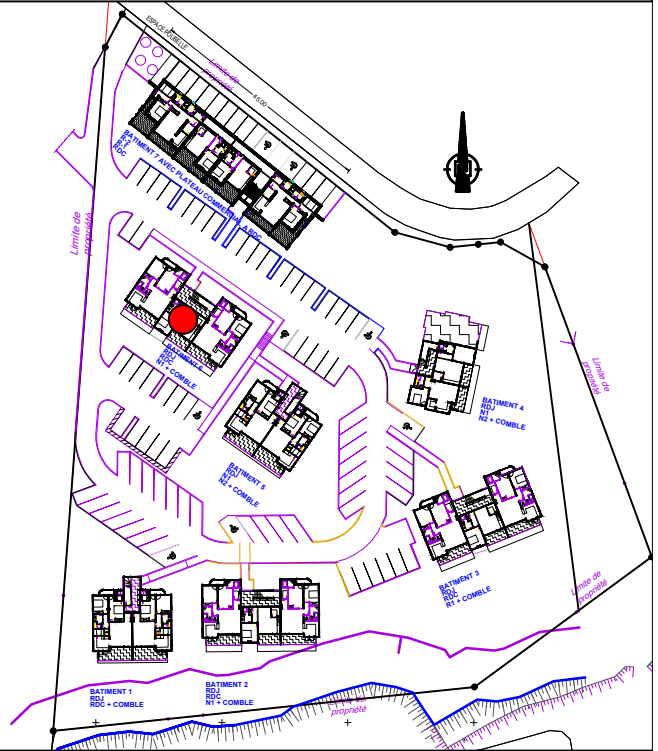 ESPACE POUBELLE
Limite de
propriété
45.00
BATIMENT 7 AVEC PLATEAU COMMERCIAL A RDC
R-2
R-1
RDC
Limite de
propriété
BATIMENT 6
RDJ
RDC
N1 + COMBLE
BATIMENT 4
RDJ
N1
N2 + COMBLE
Limite de
propriété
BATIMENT 5
RDJ
N1
N2 + COMBLE
BATIMENT 3
RDJ
RDC
R1 + COMBLE
Limite de
propriété
BATIMENT 1
RDJ
RDC + COMBLE
BATIMENT 2
RDJ
RDC
N1 + COMBLE
Limite de
propriété